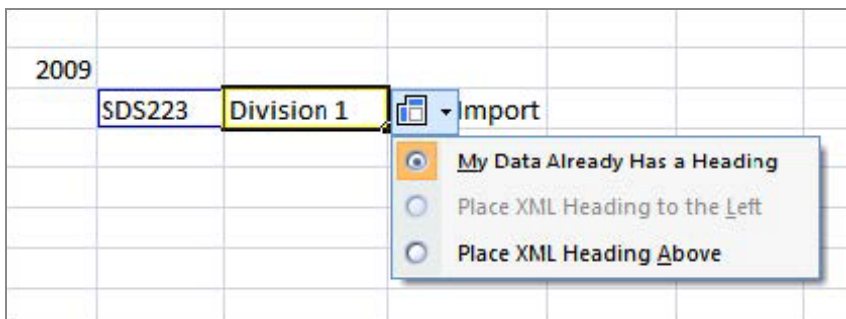 2009
SDS223 Division 1 Import
My Data Already Has a Heading
Place XML Heading to the Left
Place XML Heading Above